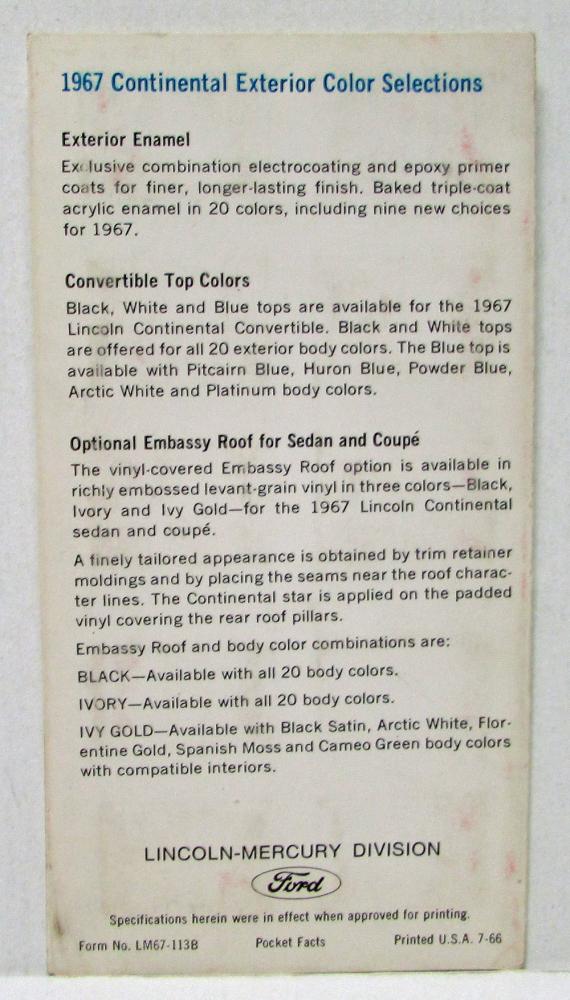 1967 Continental Exterior Color Selections
Exterior Enamel
Exclusive combination electrocoating and epoxy primer
coats for finer, longer-lasting finish. Baked triple-coat
acrylic enamel in 20 colors, including nine new choices
for 1967.
Convertible Top Colors
Black, White and Blue tops are available for the 1967
Lincoln Continental Convertible. Black and White tops
are offered for all 20 exterior body colors. The Blue top is
available with Pitcairn Blue, Huron Blue, Powder Blue,
Arctic White and Platinum body colors.
Optional Embassy Roof for Sedan and Coupé
The vinyl-covered Embassy Roof option is available in
richly embossed levant-grain vinyl in three colors—Black,
Ivory and Ivy Gold—for the 1967 Lincoln Continental
sedan and coupé.
A finely tailored appearance is obtained by trim retainer
moldings and by placing the seams near the roof charac-
ter lines. The Continental star is applied on the padded
vinyl covering the rear roof pillars.
Embassy Roof and body color combinations are:
BLACK—Available with all 20 body colors.
IVORY—Available with all 20 body colors.
IVY GOLD—Available with Black Satin, Arctic White, Flor-
entine Gold, Spanish Moss and Cameo Green body colors
with compatible interiors.
LINCOLN-MERCURY DIVISION
Ford
Specifications herein were in effect when approved for printing.
Form No. LM67-113B Pocket Facts Printed U.S.A. 7-66